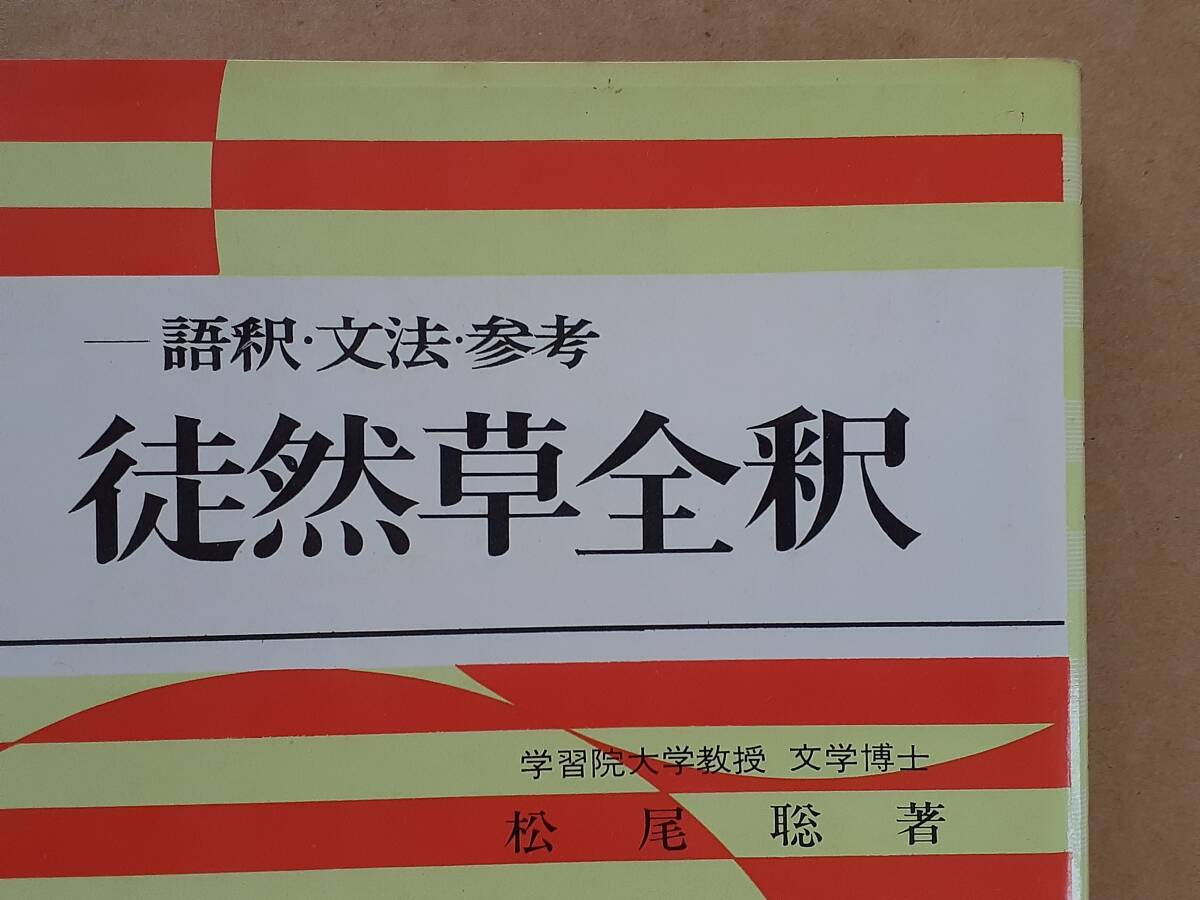 ―語釈・文法・参考
徒然草全釈
学習院大学教授 文学博士
松尾聡著